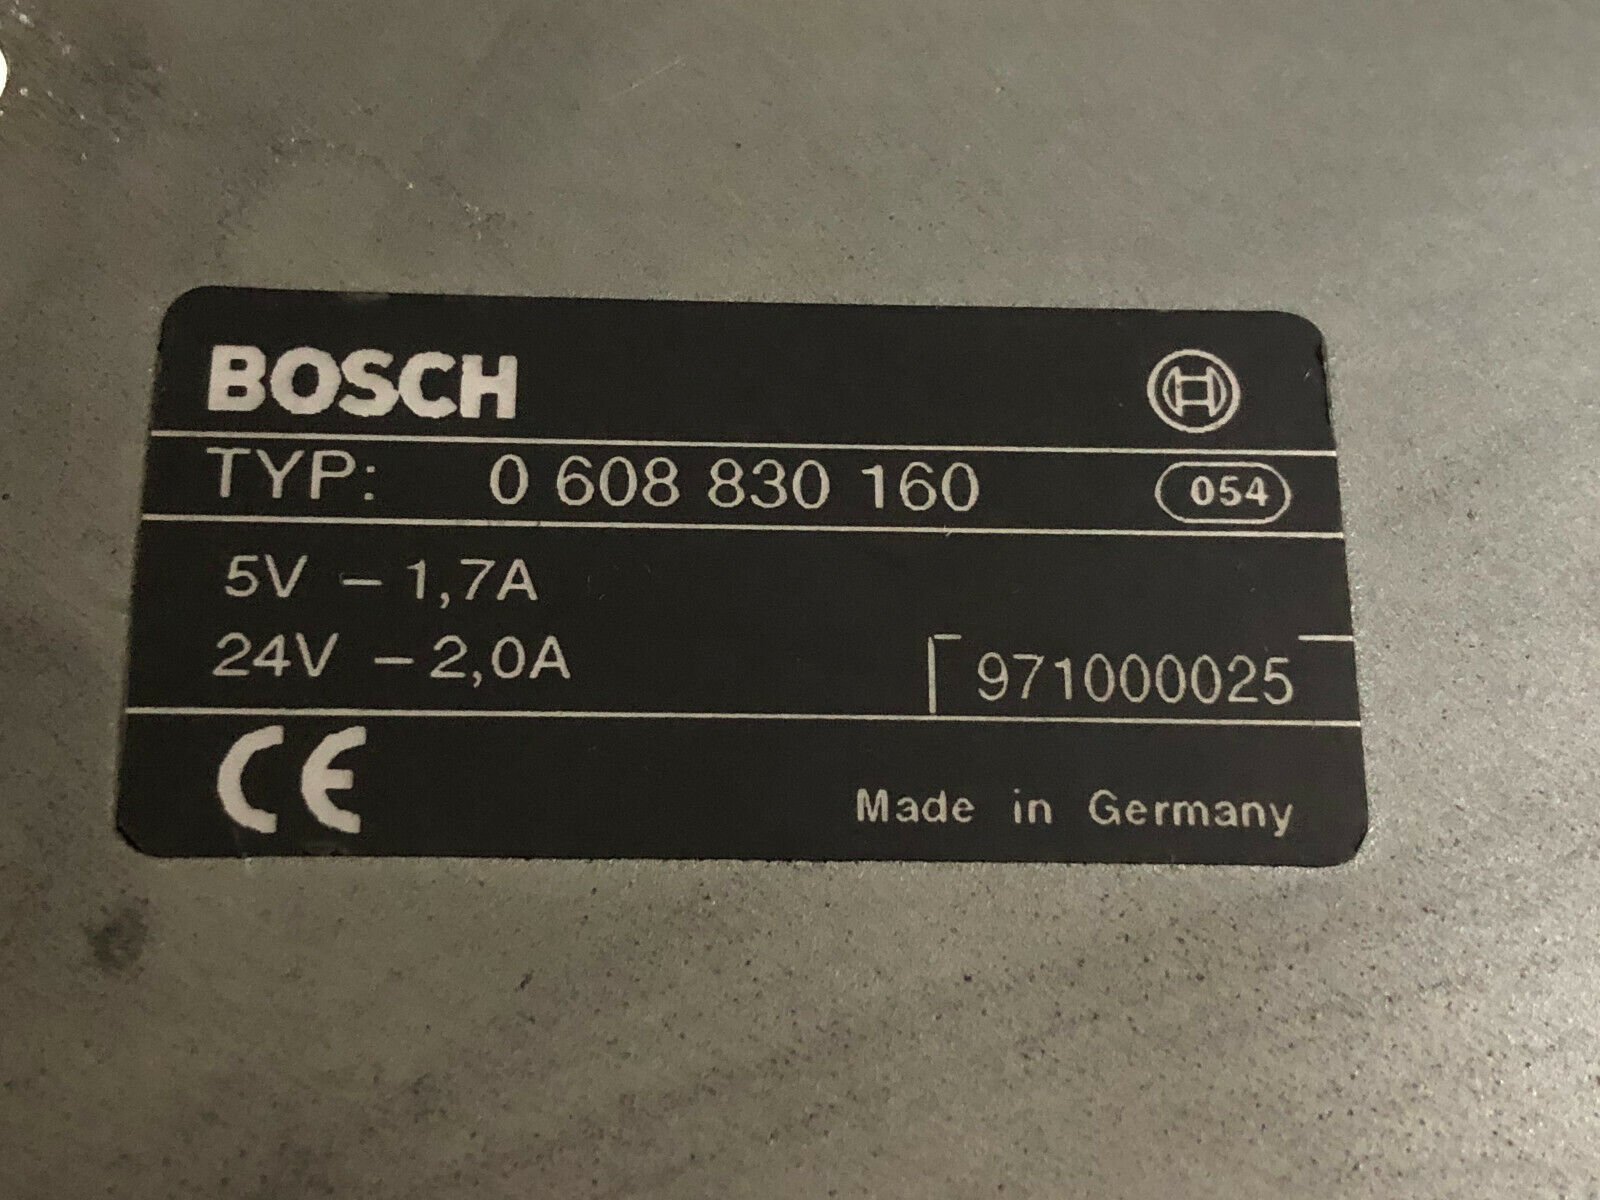 BOSCH
TYP: 0 608 830 160 054
5V – 1,7A
24V – 2,0A 971000025
CE
Made in Germany